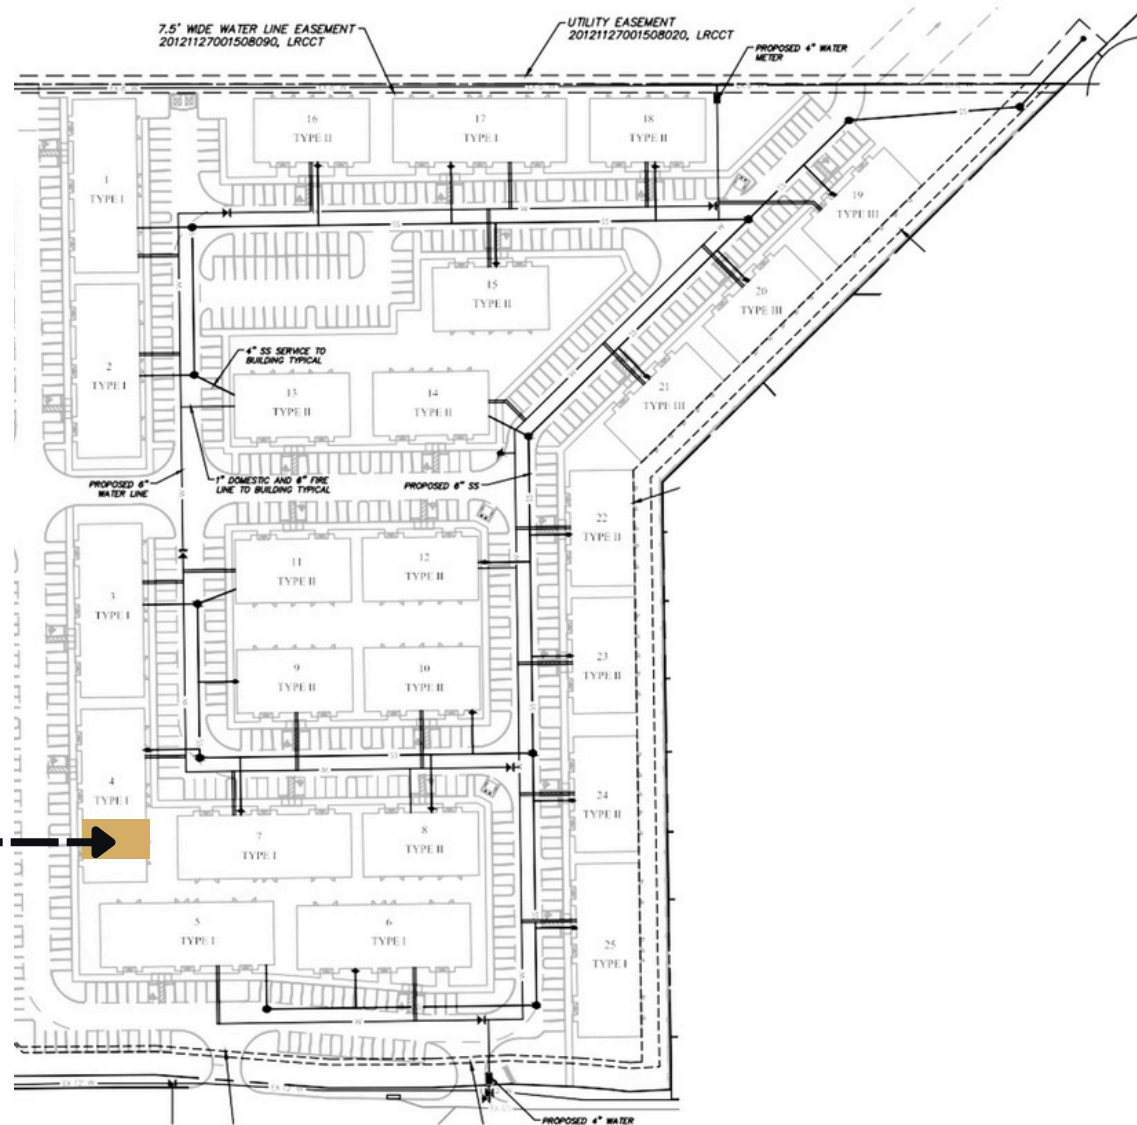 7.5' WIDE WATER LINE EASEMENT
20121127001508090, LRCCT
UTILITY EASEMENT
20121127001508020, LRCCT
PROPOSED 4" WATER
METER
16
TYPE II
17
TYPE I
18
TYPE II
1
TYPE I
19
TYPE III
W
SS
SS
15
TYPE II
20
TYPE III
2
TYPE I
4" SS SERVICE TO
BUILDING TYPICAL
13
TYPE II
14
TYPE II
21
TYPE III
PROPOSED 6"
WATER LINE
1" DOMESTIC AND 6" FIRE
LINE TO BUILDING TYPICAL
PROPOSED 6" SS
22
TYPE II
11
TYPE II
12
TYPE II
3
TYPE I
9
TYPE II
10
TYPE II
23
TYPE II
SS
W
4
TYPE I
24
TYPE II
7
TYPE I
8
TYPE II
5
TYPE I
6
TYPE I
25
TYPE I
W
EX-12" W
PROPOSED 4" WATER